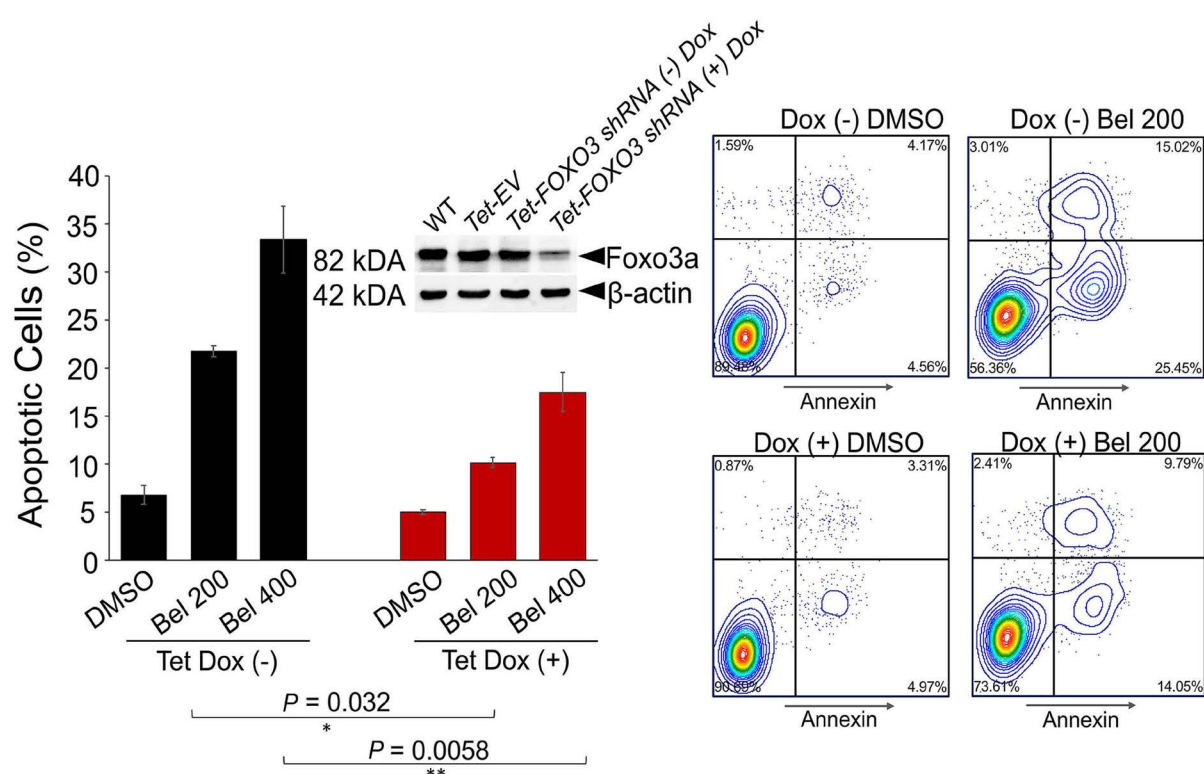 Apoptotic Cells (%)
40
35
30
25
20
15
10
5
0
DMSO
Bel 200
Bel 400
Tet Dox (-)
DMSO
Bel 200
Bel 400
Tet Dox (+)
P = 0.032
*
P = 0.0058
**
WT
Tet-EV
Tet-FOXO3 shRNA (-) Dox
Tet-FOXO3 shRNA (+) Dox
82 kDA
Foxo3a
42 kDA
β-actin
Dox (-) DMSO
1.59%
4.17%
89.48%
4.56%
Annexin
Dox (-) Bel 200
3.01%
15.02%
56.36%
25.45%
Annexin
Dox (+) DMSO
0.87%
3.31%
4.97%
Annexin
Dox (+) Bel 200
2.41%
9.79%
73.61%
14.05%
Annexin